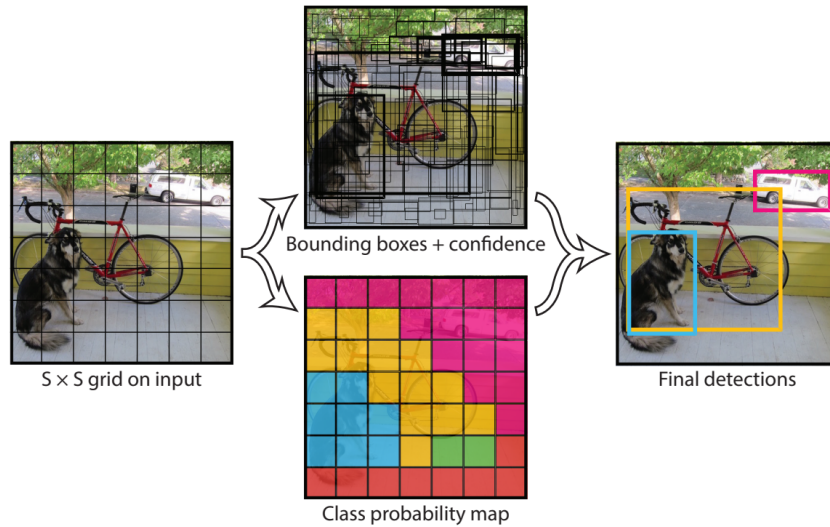 S × S grid on input
Bounding boxes + confidence
Class probability map
Final detections